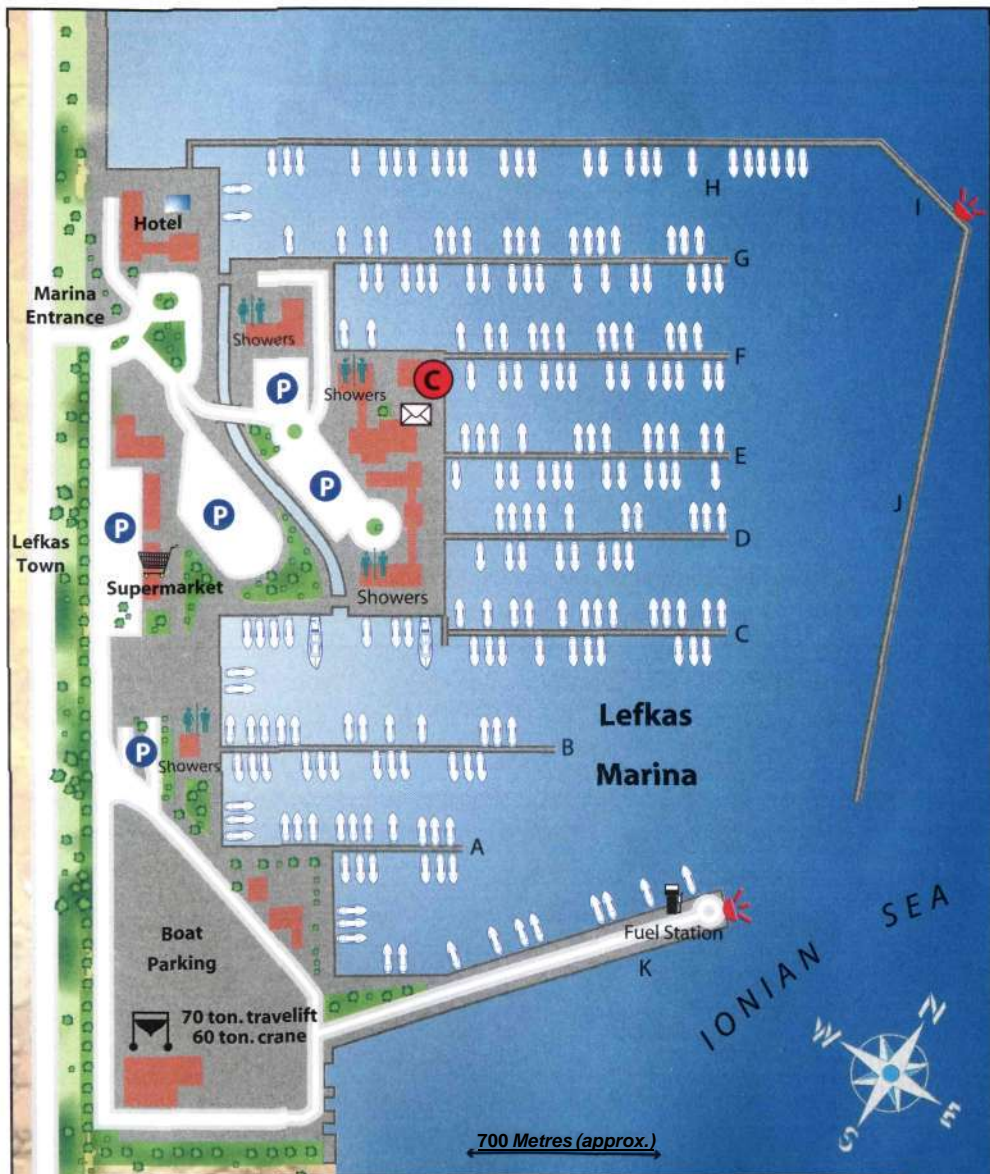 H
I
Hotel
G
Marina
Entrance
Showers
F
P
Showers
C
E
P
P
P
J
Lefkas
Town
D
Supermarket
Showers
C
Lefkas
Marina
B
P
Showers
A
SEA
IONIAN
Fuel Station
K
Boat
Parking
70 ton. travelift
60 ton. crane
N
W
E
S
700 Metres (approx.)